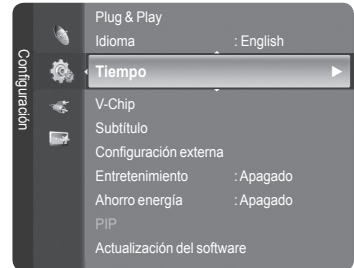 Configuración
Plug & Play
Idioma : English
Tiempo
V-Chip
Subtítulo
Configuración externa
Entretenimiento : Apagado
Ahorro energía : Apagado
PIP
Actualización del software